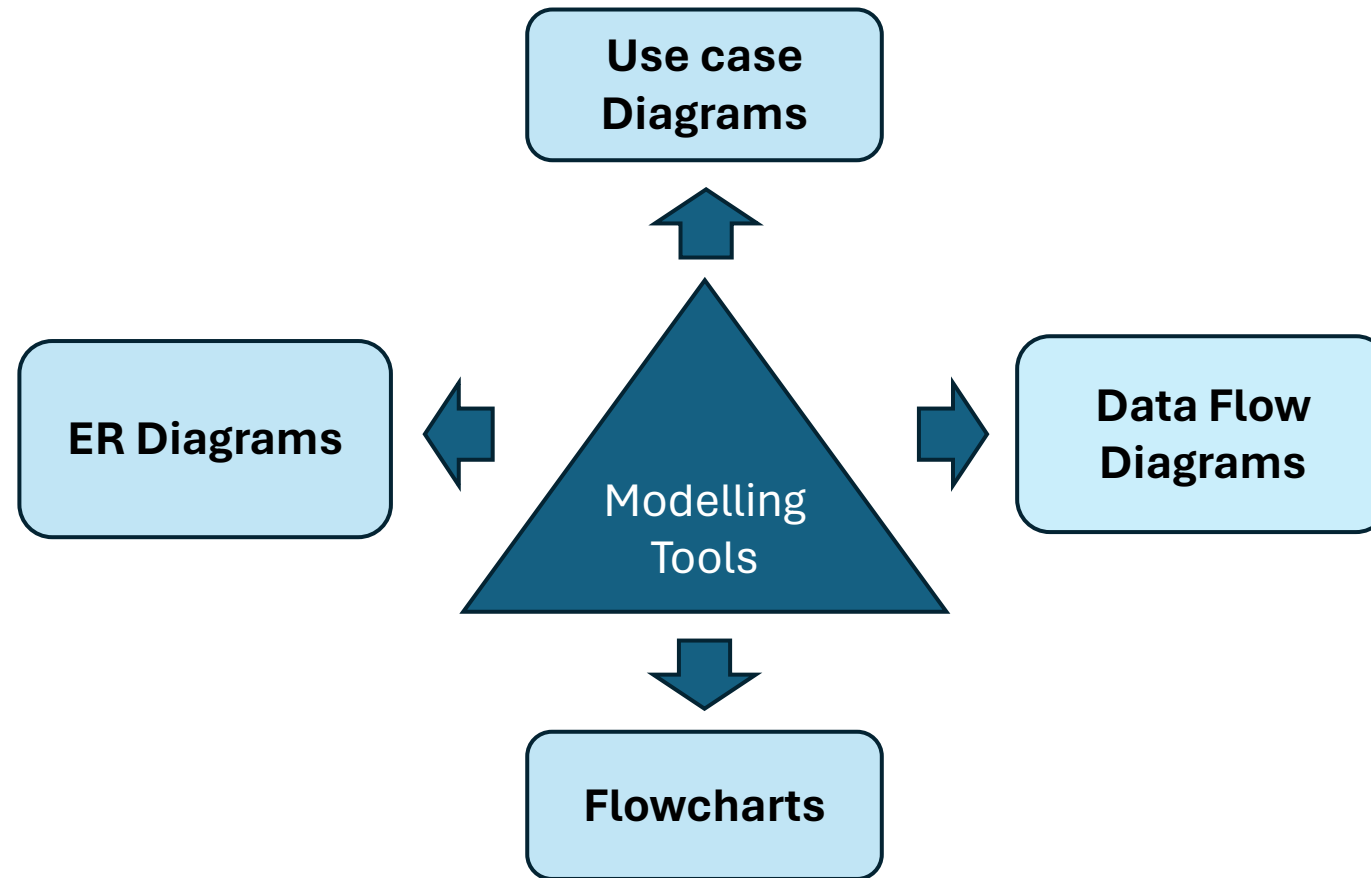 Use case
Diagrams
ER Diagrams
Data Flow
Diagrams
Modelling
Tools
Flowcharts